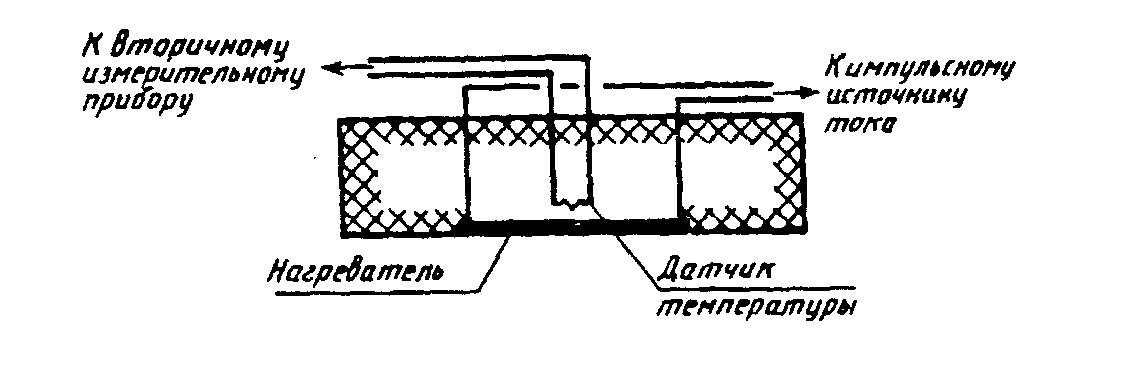 К вторичному
измерительному
прибору
К импульсному
источнику
тока
Нагреватель
Датчик
температуры